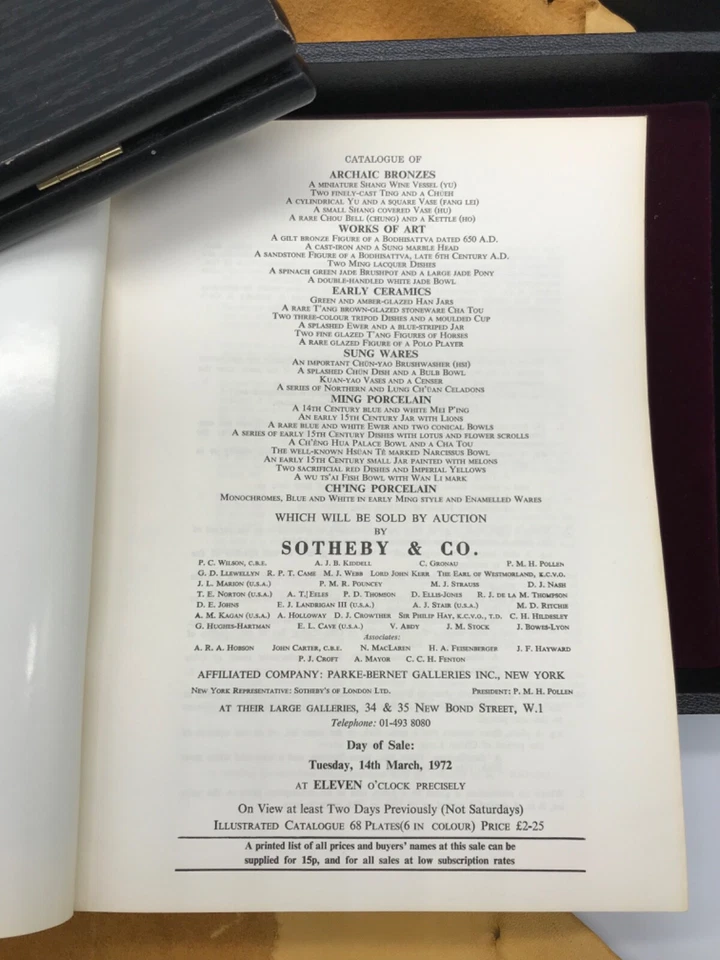 CATALOGUE OF
ARCHAIC BRONZES
A MINIATURE SHANG WINE VESSEL (YU)
TWO FINELY-CAST TING AND A CHÜEH
A CYLINDRICAL YU AND A SQUARE VASE (FANG LEI)
A SMALL SHANG COVERED VASE (HU)
A RARE CHOU BELL (CHUNG) AND A KETTLE (HO)
WORKS OF ART
A GILT BRONZE FIGURE OF A BODHISATTVA DATED 650 A.D.
A CAST-IRON AND A SUNG MARBLE HEAD
A SANDSTONE FIGURE OF A BODHISATTVA, LATE 6TH CENTURY A.D.
TWO MING LACQUER DISHES
A SPINACH GREEN JADE BRUSHPOT AND A LARGE JADE PONY
A DOUBLE-HANDLED WHITE JADE BOWL
EARLY CERAMICS
GREEN AND AMBER-GLAZED HAN JARS
A RARE T'ANG BROWN-GLAZED STONEWARE CHA TOU
TWO THREE-COLOUR TRIPOD DISHES AND A MOULDED CUP
A SPLASHED EWER AND A BLUE-STRIPED JAR
TWO FINE GLAZED T'ANG FIGURES OF HORSES
A RARE GLAZED FIGURE OF A POLO PLAYER
SUNG WARES
AN IMPORTANT CHÜN-YAO BRUSHWASHER (HSI)
A SPLASHED CHÜN DISH AND A BULB BOWL
KUAN-YAO VASES AND A CENSER
A SERIES OF NORTHERN AND LUNG CH'ÜAN CELADONS
MING PORCELAIN
A 14TH CENTURY BLUE AND WHITE MEI P'ING
AN EARLY 15TH CENTURY JAR WITH LIONS
A RARE BLUE AND WHITE EWER AND TWO CONICAL BOWLS
A SERIES OF EARLY 15TH CENTURY DISHES WITH LOTUS AND FLOWER SCROLLS
A CH'ÊNG HUA PALACE BOWL AND A CHA TOU
THE WELL-KNOWN HSÜAN TÊ MARKED NARCISSUS BOWL
AN EARLY 15TH CENTURY SMALL JAR PAINTED WITH MELONS
TWO SACRIFICIAL RED DISHES AND IMPERIAL YELLOWS
A WU TS'AI FISH BOWL WITH WAN LI MARK
CH'ING PORCELAIN
MONOCHROMES, BLUE AND WHITE IN EARLY MING STYLE AND ENAMELLED WARES
WHICH WILL BE SOLD BY AUCTION
BY
SOTHEBY & CO.
P. C. WILSON, C.B.E. A. J. B. KIDDELL C. GRONAU P. M. H. POLLEN
G. D. LLEWELLYN R. P. T. CAME M. J. WEBB LORD JOHN KERR THE EARL OF WESTMORLAND, K.C.V.O.
J. L. MARION (U.S.A.) P. M. R. POUNCEY M. J. STRAUSS D. J. NASH
T. E. NORTON (U.S.A.) A. T. EELES P. D. THOMSON D. ELLIS-JONES R. J. DE LA M. THOMPSON
D. E. JOHNS E. J. LANDRIGAN III (U.S.A.) A. J. STAIR (U.S.A.) M. D. RITCHIE
A. M. KAGAN (U.S.A.) A. HOLLOWAY D. J. CROWTHER SIR PHILIP HAY, K.C.V.O., T.D. C. H. HILDESLEY
G. HUGHES-HARTMAN E. L. CAVE (U.S.A.) V. ABDY J. M. STOCK J. BOWES-LYON
Associates:
A. R. A. HOBSON JOHN CARTER, C.B.E. N. MACLAREN H. A. FEISENBERGER J. F. HAYWARD
P. J. CROFT A. MAYOR C. C. H. FENTON
AFFILIATED COMPANY: PARKE-BERNET GALLERIES INC., NEW YORK
NEW YORK REPRESENTATIVE: SOTHEBY'S OF LONDON LTD. PRESIDENT: P. M. H. POLLEN
AT THEIR LARGE GALLERIES, 34 & 35 NEW BOND STREET, W.1
Telephone: 01-493 8080
Day of Sale:
Tuesday, 14th March, 1972
AT ELEVEN O'CLOCK PRECISELY
On View at least Two Days Previously (Not Saturdays)
ILLUSTRATED CATALOGUE 68 PLATES(6 IN COLOUR) PRICE £2-25
A printed list of all prices and buyers' names at this sale can be
supplied for 15p, and for all sales at low subscription rates